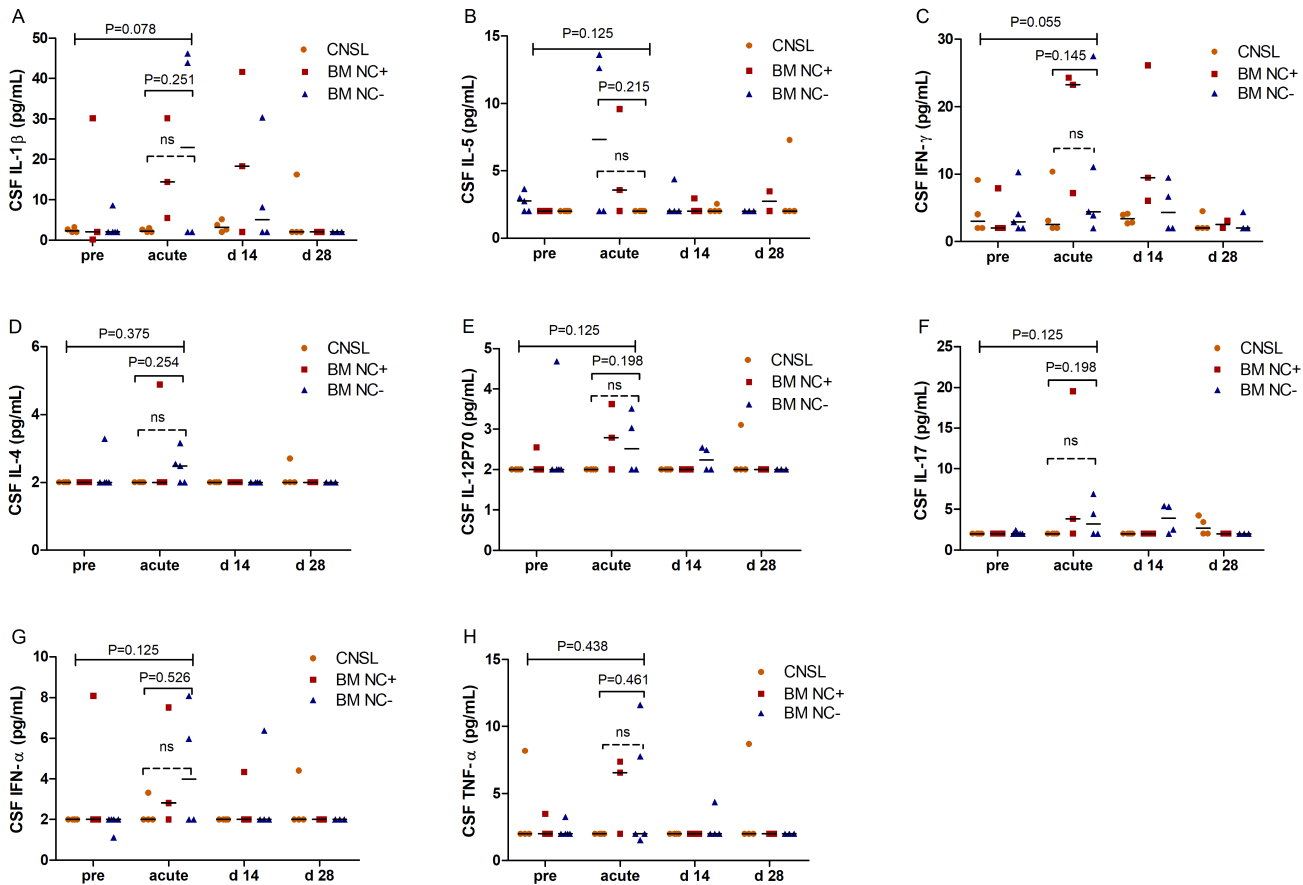 A
P=0.078
P=0.251
ns
CNSL
BM NC+
BM NC-
CSF IL-1β (pg/mL)
50
40
30
20
10
0
pre acute d 14 d 28
B
P=0.125
P=0.215
ns
CNSL
BM NC+
BM NC-
CSF IL-5 (pg/mL)
15
10
5
0
pre acute d 14 d 28
C
P=0.055
P=0.145
ns
CNSL
BM NC+
BM NC-
CSF IFN-γ (pg/mL)
30
20
10
0
pre acute d 14 d 28
D
P=0.375
P=0.254
ns
CNSL
BM NC+
BM NC-
CSF IL-4 (pg/mL)
6
4
2
0
pre acute d 14 d 28
E
P=0.125
P=0.198
ns
CNSL
BM NC+
BM NC-
CSF IL-12P70 (pg/mL)
5
4
3
2
1
0
pre acute d 14 d 28
F
P=0.125
P=0.198
ns
CNSL
BM NC+
BM NC-
CSF IL-17 (pg/mL)
25
20
15
10
5
0
pre acute d 14 d 28
G
P=0.125
P=0.526
ns
CNSL
BM NC+
BM NC-
CSF IFN-α (pg/mL)
10
8
6
4
2
0
pre acute d 14 d 28
H
P=0.438
P=0.461
ns
CNSL
BM NC+
BM NC-
CSF TNF-α (pg/mL)
15
10
5
0
pre acute d 14 d 28